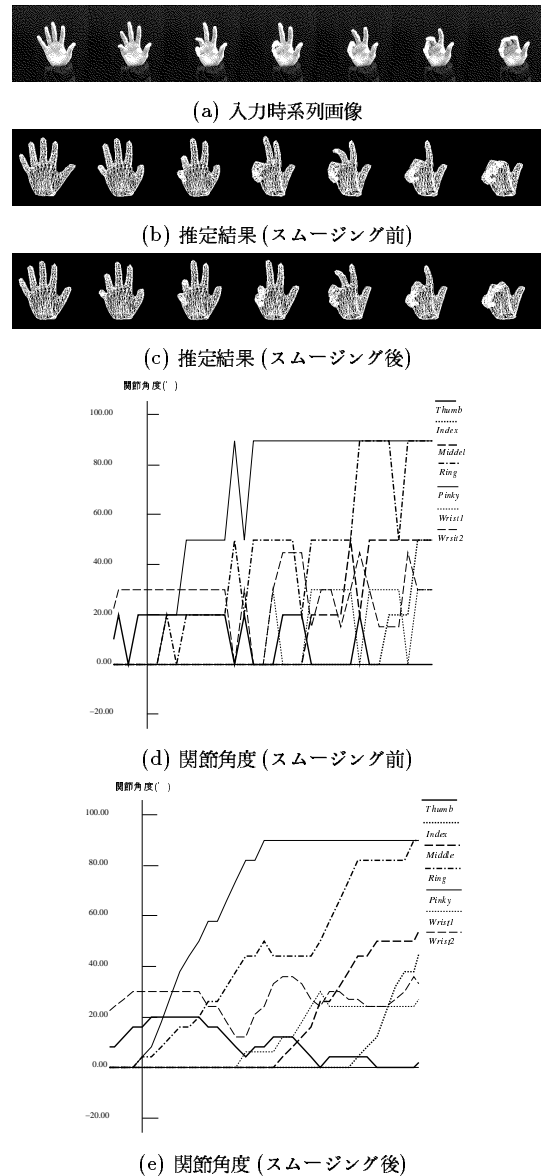 (a) 入力時系列画像
(b) 推定結果 (スムージング前)
(c) 推定結果 (スムージング後)
関節角度(°)
100.00
80.00
60.00
40.00
20.00
0.00
−20.00
Thumb
Index
Middel
Ring
Pinky
Wrist1
Wrsit2
(d) 関節角度 (スムージング前)
関節角度(°)
100.00
80.00
60.00
40.00
20.00
0.00
−20.00
Thumb
Index
Middle
Ring
Pinky
Wrist1
Wrist2
(e) 関節角度 (スムージング後)